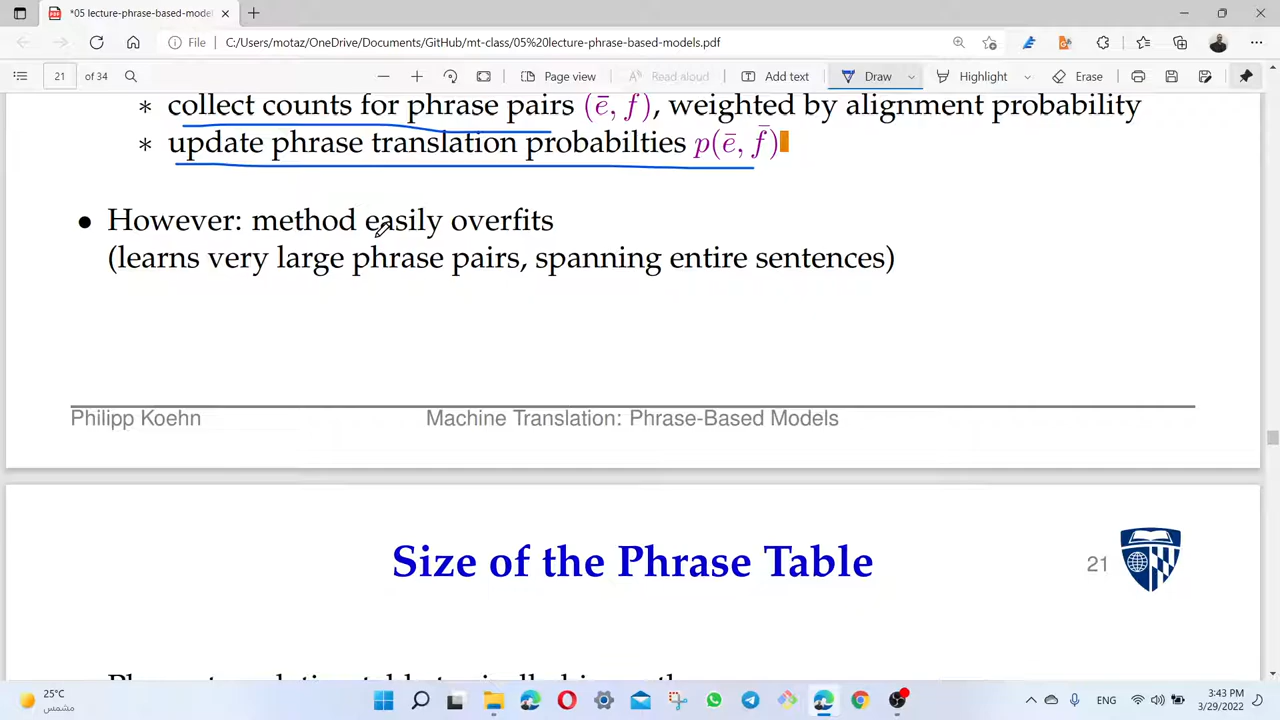 *05 lecture-phrase-based-model
File
C:/Users/motaz/OneDrive/Documents/GitHub/mt-class/05%20lecture-phrase-based-models.pdf
21 of 34
Page view
Read aloud
Add text
Draw
Highlight
Erase
∗ collect counts for phrase pairs (ē, f), weighted by alignment probability
∗ update phrase translation probabilties p(ē, f̄)
• However: method easily overfits
(learns very large phrase pairs, spanning entire sentences)
Philipp Koehn
Machine Translation: Phrase-Based Models
Size of the Phrase Table
21
25°C
مشمس
ENG
3:43 PM
3/29/2022